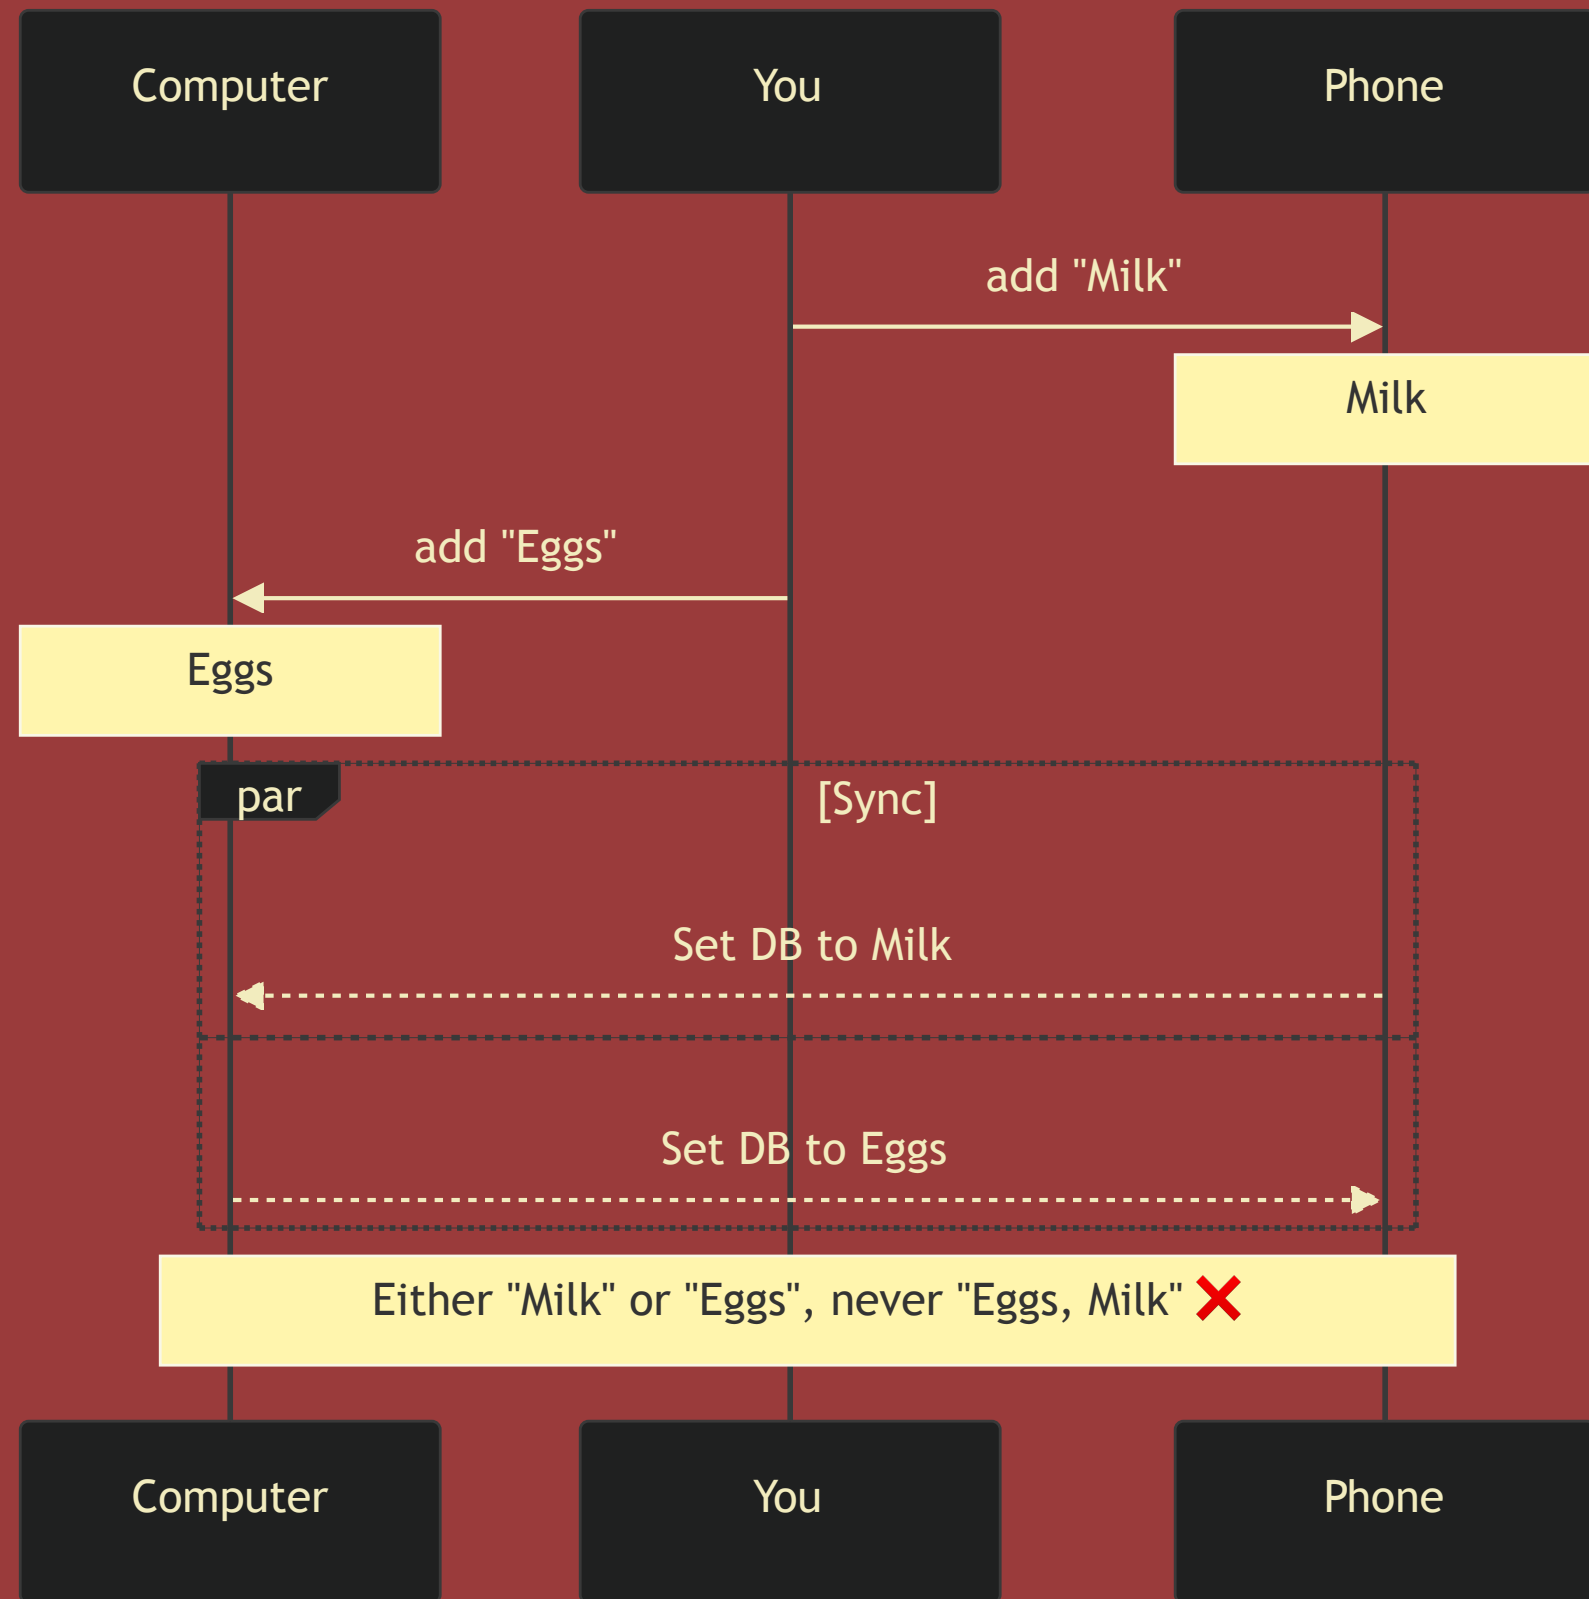 Computer
You
Phone
add "Milk"
Milk
add "Eggs"
Eggs
par
[Sync]
Set DB to Milk
Set DB to Eggs
Either "Milk" or "Eggs", never "Eggs, Milk" ❌
Computer
You
Phone